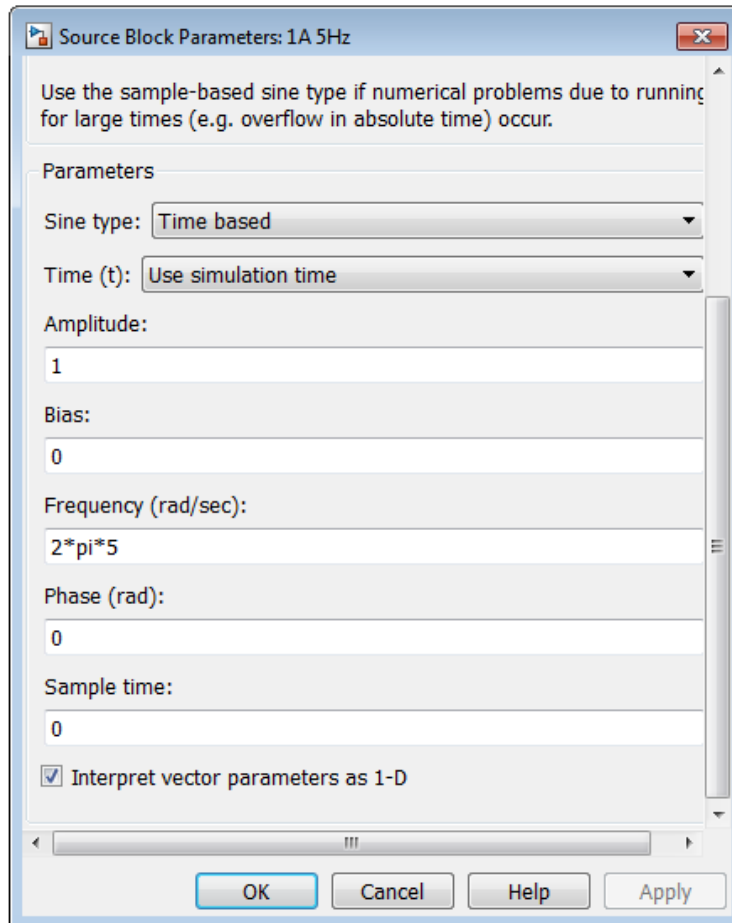 Source Block Parameters: 1A 5Hz
Use the sample-based sine type if numerical problems due to running
for large times (e.g. overflow in absolute time) occur.
Parameters
Sine type: Time based
Time (t): Use simulation time
Amplitude:
1
Bias:
0
Frequency (rad/sec):
2*pi*5
Phase (rad):
0
Sample time:
0
Interpret vector parameters as 1-D
OK Cancel Help Apply